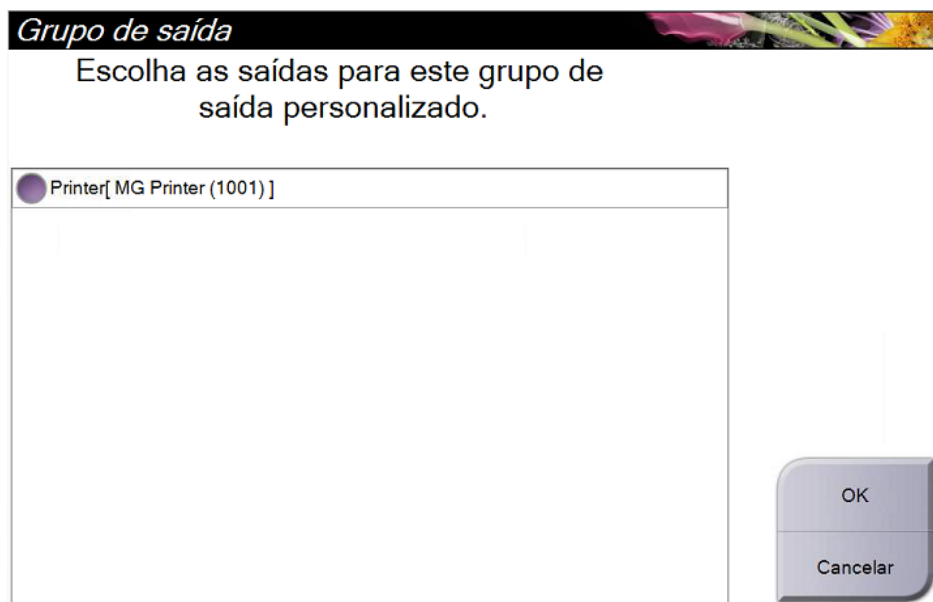 Grupo de saída
Escolha as saídas para este grupo de
saída personalizado.
Printer[ MG Printer (1001) ]
OK
Cancelar